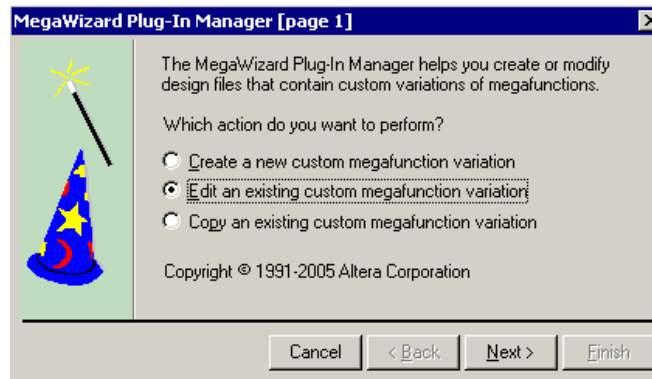 MegaWizard Plug-In Manager [page 1]
The MegaWizard Plug-In Manager helps you create or modify
design files that contain custom variations of megafunctions.
Which action do you want to perform?
Create a new custom megafunction variation
Edit an existing custom megafunction variation
Copy an existing custom megafunction variation
Copyright © 1991-2005 Altera Corporation
Cancel < Back Next > Finish